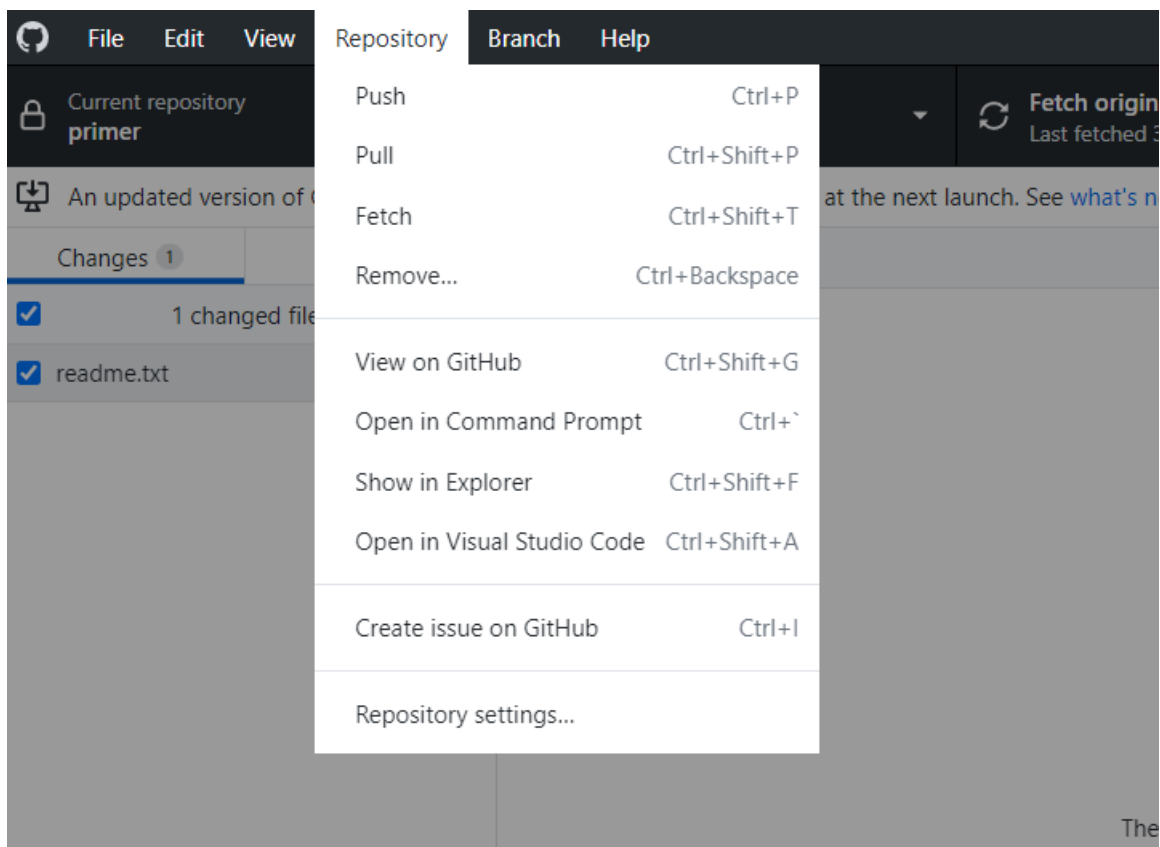 File Edit View Repository Branch Help
Current repository
primer
Fetch origin
Last fetched 3
An updated version of
at the next launch. See what's n
Changes 1
1 changed file
readme.txt
Push Ctrl+P
Pull Ctrl+Shift+P
Fetch Ctrl+Shift+T
Remove... Ctrl+Backspace
View on GitHub Ctrl+Shift+G
Open in Command Prompt Ctrl+`
Show in Explorer Ctrl+Shift+F
Open in Visual Studio Code Ctrl+Shift+A
Create issue on GitHub Ctrl+I
Repository settings...
The